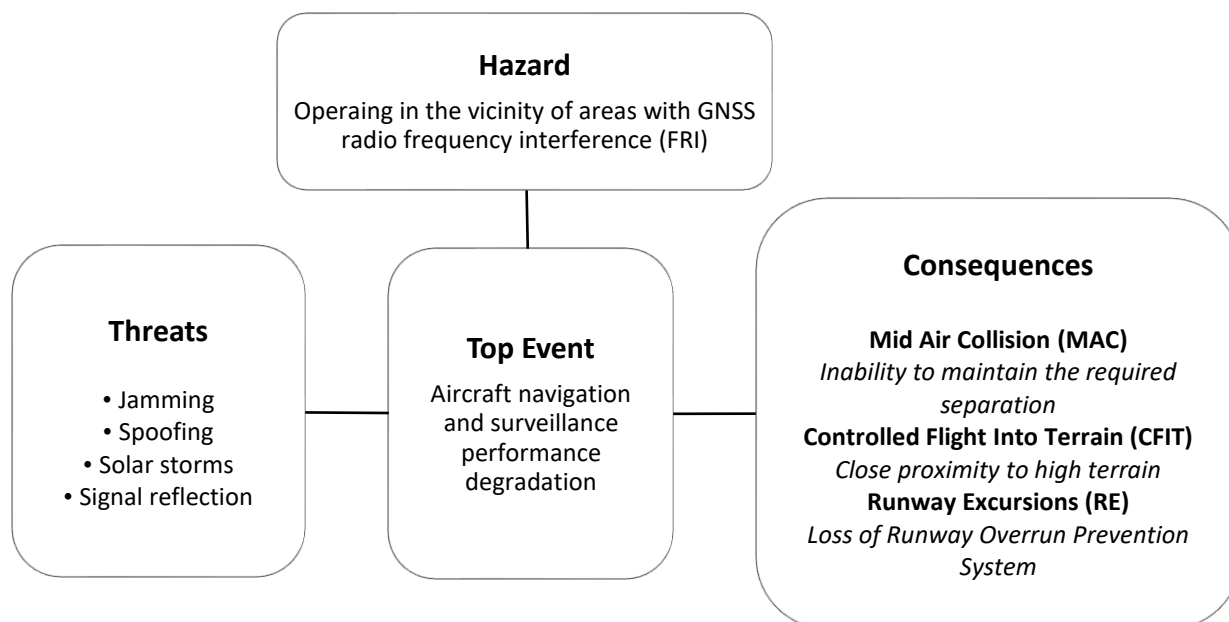 Hazard
Operaing in the vicinity of areas with GNSS
radio frequency interference (FRI)
Threats
• Jamming
• Spoofing
• Solar storms
• Signal reflection
Top Event
Aircraft navigation
and surveillance
performance
degradation
Consequences
Mid Air Collision (MAC)
Inability to maintain the required
separation
Controlled Flight Into Terrain (CFIT)
Close proximity to high terrain
Runway Excursions (RE)
Loss of Runway Overrun Prevention
System